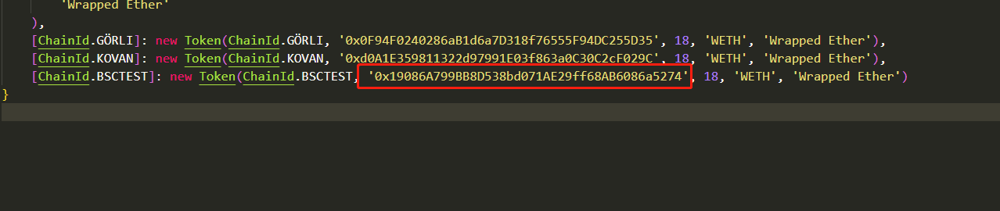 'Wrapped Ether'
),
[ChainId.GÖRLI]: new Token(ChainId.GÖRLI, '0x0F94F0240286aB1d6a7D318f76555F94DC255D35', 18, 'WETH', 'Wrapped Ether'),
[ChainId.KOVAN]: new Token(ChainId.KOVAN, '0xd0A1E359811322d97991E03f863a0C30C2cF029C', 18, 'WETH', 'Wrapped Ether'),
[ChainId.BSCTEST]: new Token(ChainId.BSCTEST, '0x19086A799BB8D538bd071AE29ff68AB6086a5274', 18, 'WETH', 'Wrapped Ether')
}